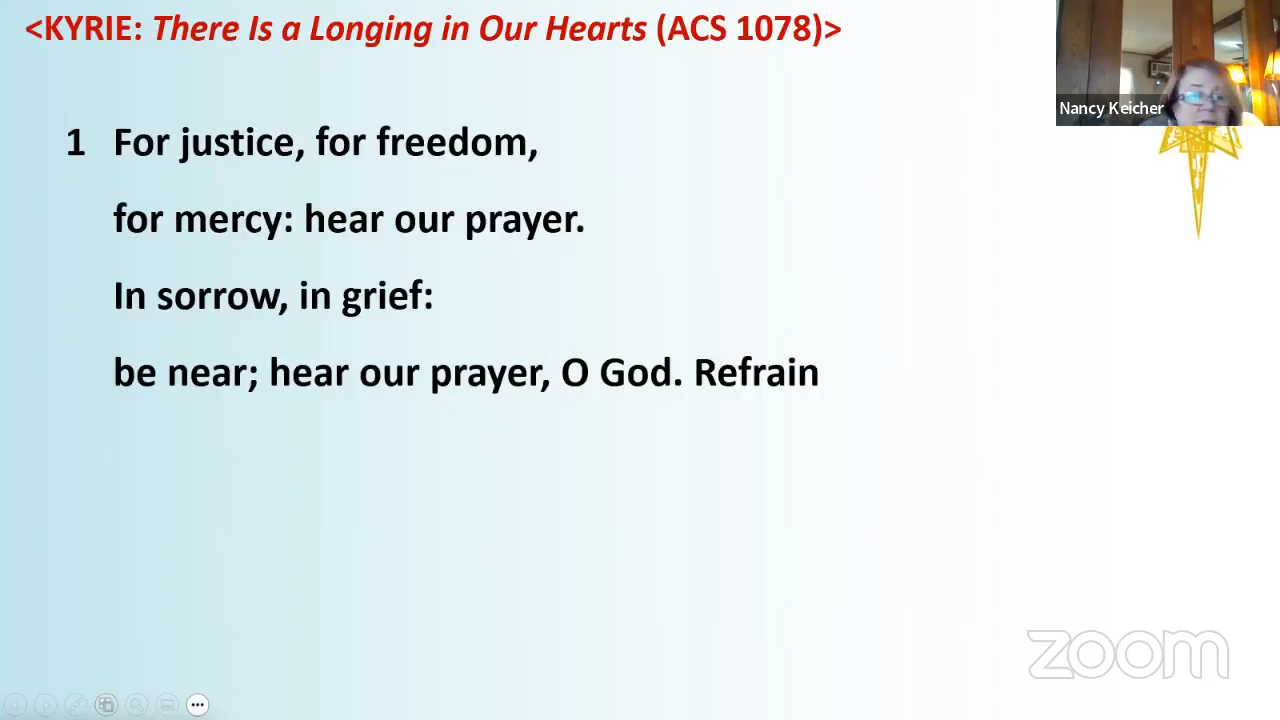 <KYRIE: There Is a Longing in Our Hearts (ACS 1078)>
Nancy Keicher
1 For justice, for freedom,
for mercy: hear our prayer.
In sorrow, in grief:
be near; hear our prayer, O God. Refrain
zoom